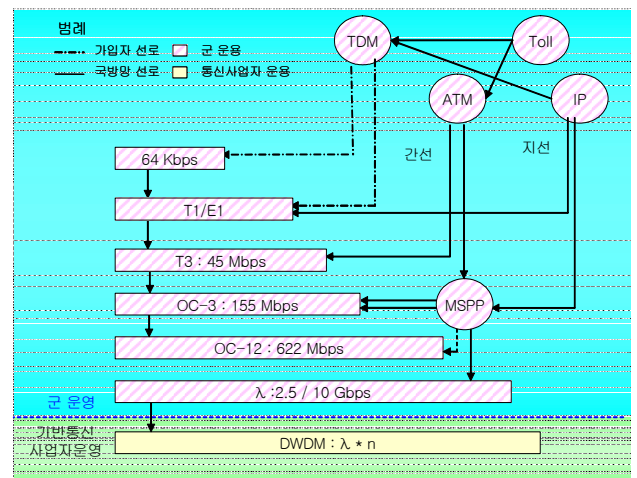 범례
가입자 선로 군 운용
국방망 선로 통신사업자 운용
TDM
Toll
ATM
IP
간선
지선
64 Kbps
T1/E1
T3 : 45 Mbps
OC-3 : 155 Mbps
MSPP
OC-12 : 622 Mbps
λ :2.5 / 10 Gbps
군 운영
기반통신
사업자운영
DWDM : λ * n